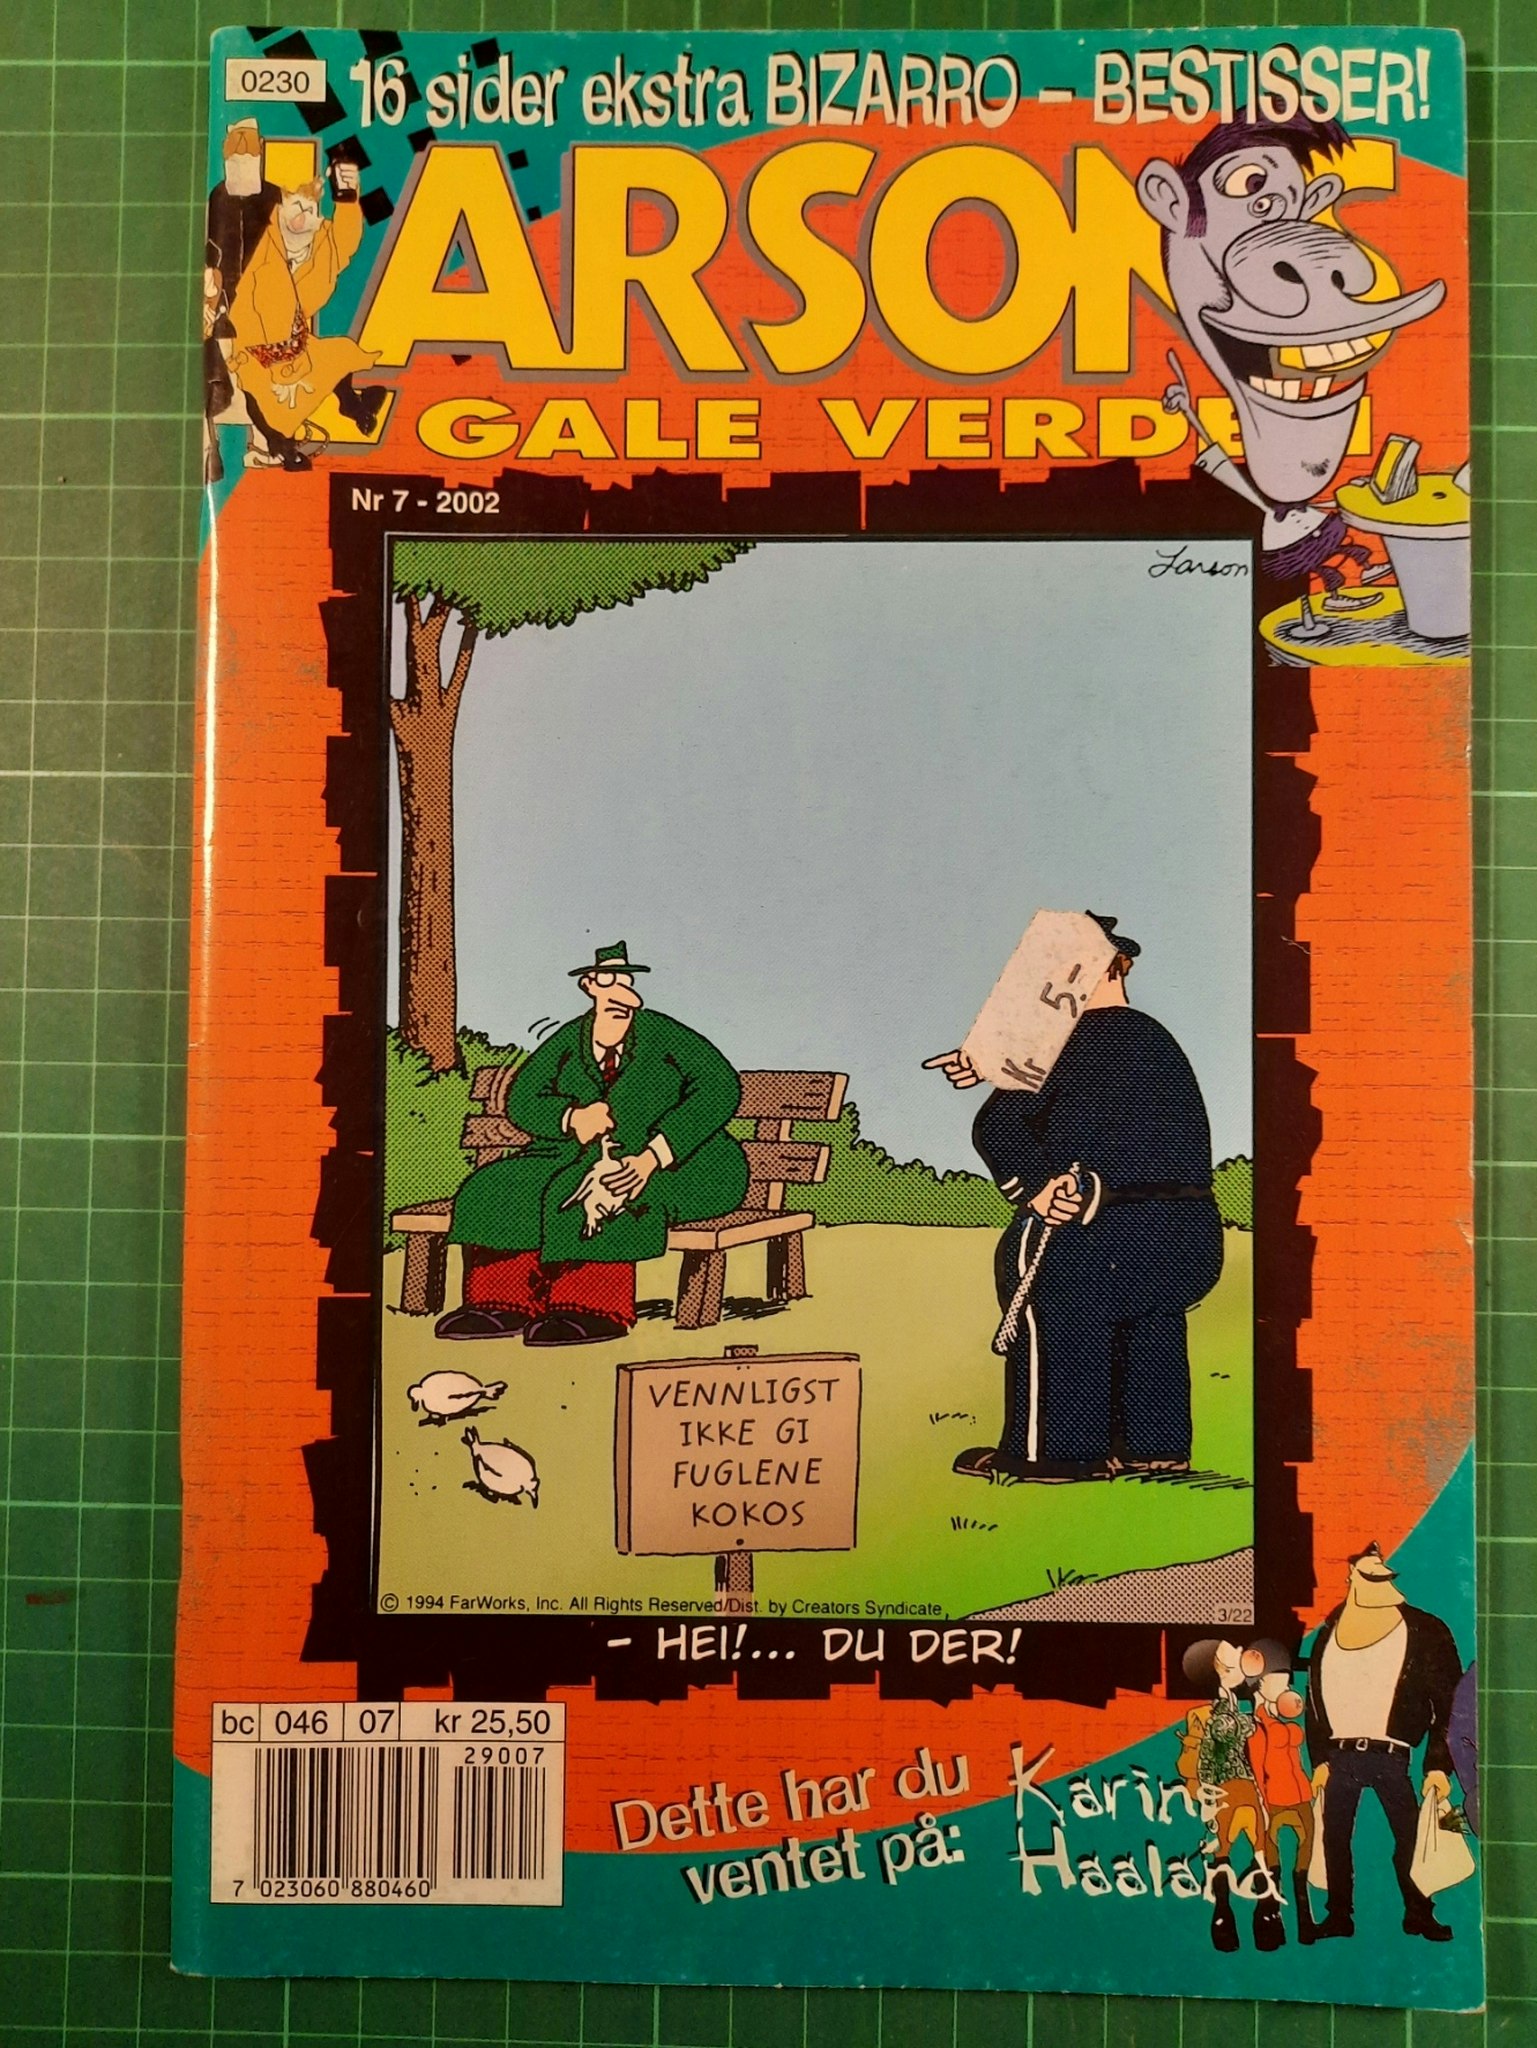 0230
16 sider ekstra BIZARRO - BESTISSER!
LARSONS
GALE VERDEN
Nr 7 - 2002
Larson
Kr 5.-
VENNLIGST
IKKE GI
FUGLENE
KOKOS
© 1994 FarWorks, Inc. All Rights Reserved/Dist. by Creators Syndicate
3/22
- HEI!... DU DER!
bc 046 07 kr 25,50
29007
7 023060 880460
Dette har du
ventet på:
Karine
Haaland